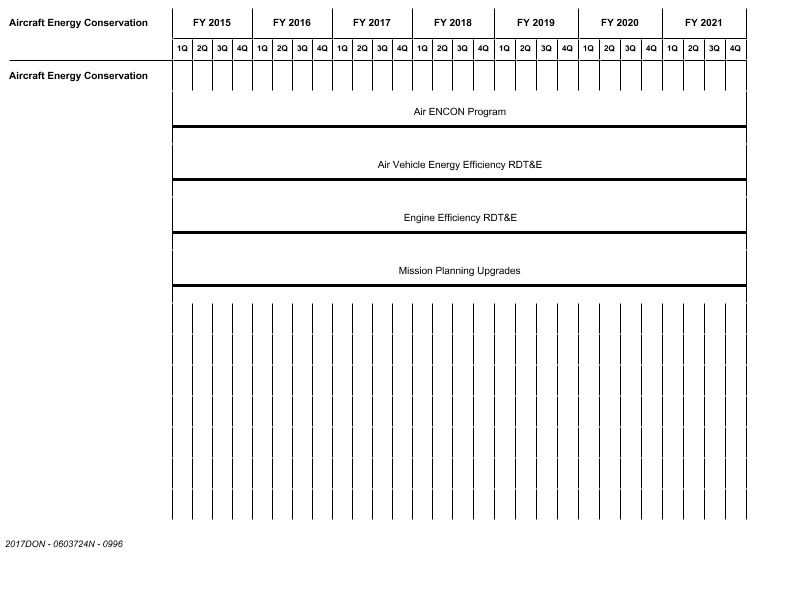 Aircraft Energy Conservation FY 2015 FY 2016 FY 2017 FY 2018 FY 2019 FY 2020 FY 2021
1Q 2Q 3Q 4Q 1Q 2Q 3Q 4Q 1Q 2Q 3Q 4Q 1Q 2Q 3Q 4Q 1Q 2Q 3Q 4Q 1Q 2Q 3Q 4Q 1Q 2Q 3Q 4Q
Aircraft Energy Conservation
Air ENCON Program
Air Vehicle Energy Efficiency RDT&E
Engine Efficiency RDT&E
Mission Planning Upgrades
2017DON - 0603724N - 0996